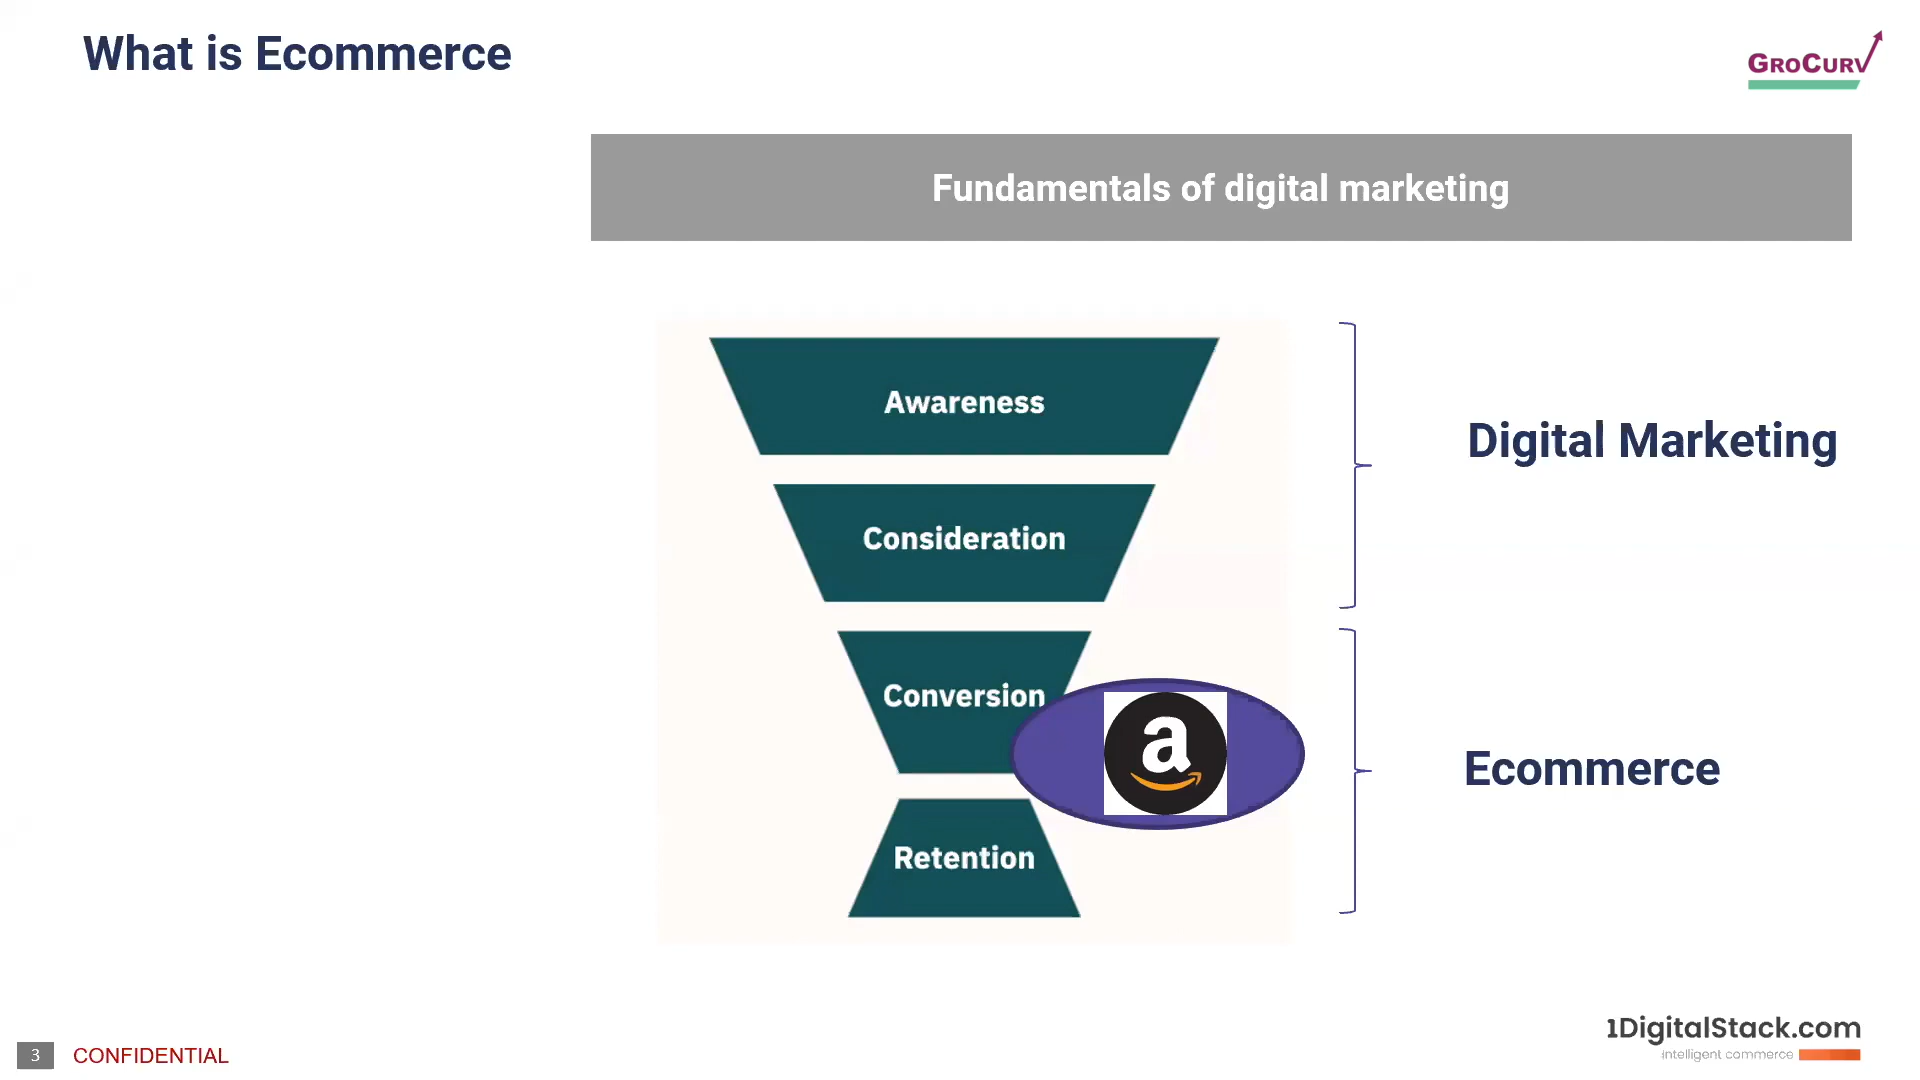 What is Ecommerce
GROCURV
Fundamentals of digital marketing
Awareness
Consideration
Digital Marketing
Conversion
a
Ecommerce
Retention
1DigitalStack.com
intelligent commerce
3
CONFIDENTIAL